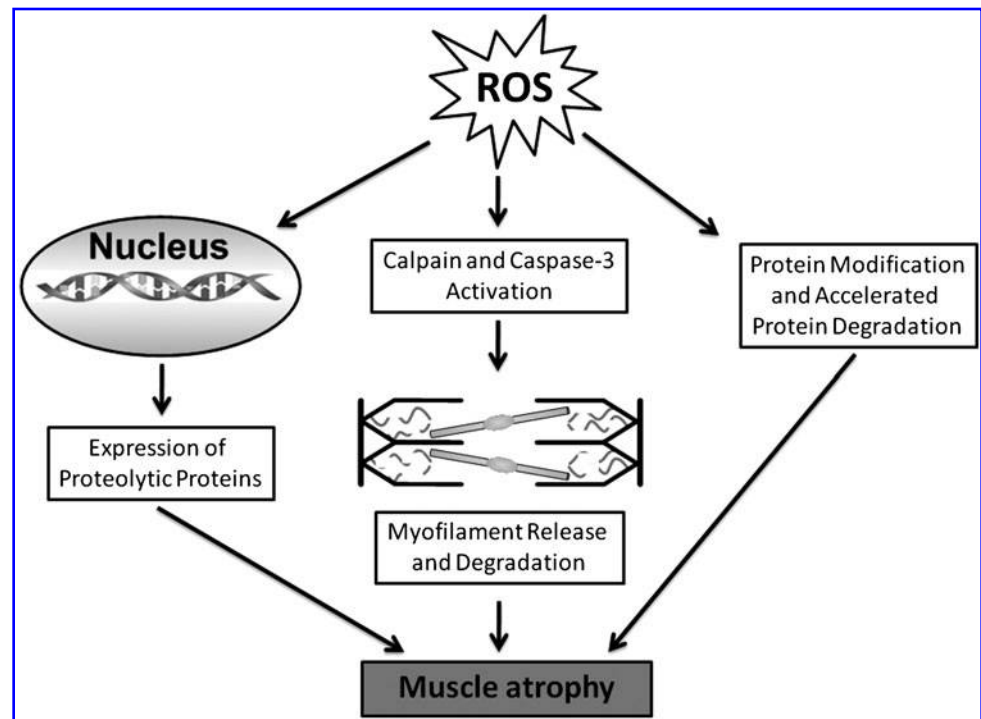 ROS
Nucleus
Calpain and Caspase-3
Activation
Protein Modification
and Accelerated
Protein Degradation
Expression of
Proteolytic Proteins
Myofilament Release
and Degradation
Muscle atrophy